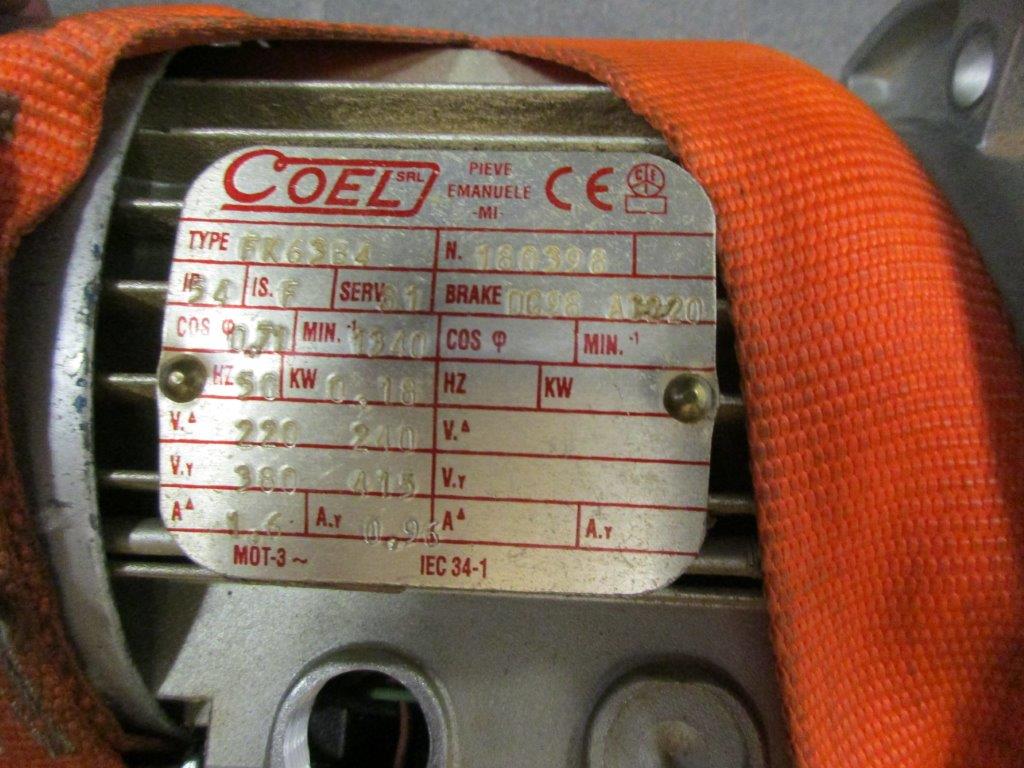 COEL SRL PIEVE EMANUELE -MI- CE
TYPE FK63B4 N. 180398
IP 54 IS. F SERV S1 BRAKE
COS φ 0,71 MIN.⁻¹ 1340 COS φ MIN.⁻¹
HZ 50 KW 0,18 HZ KW
V.Δ 220 240 V.Δ
V.Y 380 415 V.Y
AΔ 1,6 A.Y 0,96 AΔ A.Y
MOT-3 ~ IEC 34-1